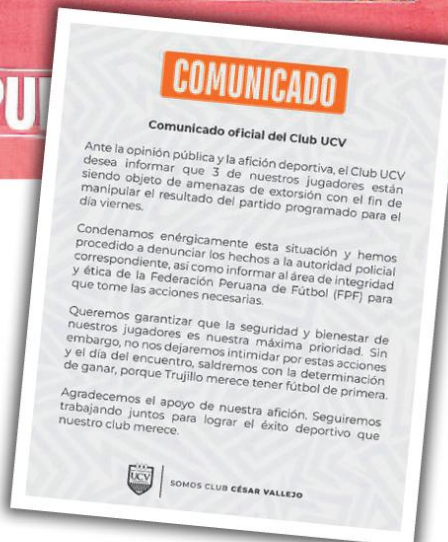 PU
COMUNICADO
Comunicado oficial del Club UCV
Ante la opinión pública y la afición deportiva, el Club UCV
desea informar que 3 de nuestros jugadores están
siendo objeto de amenazas de extorsión con el fin de
manipular el resultado del partido programado para el
día viernes.
Condenamos enérgicamente esta situación y hemos
procedido a denunciar los hechos a la autoridad policial
correspondiente, así como informar al área de integridad
y ética de la Federación Peruana de Fútbol (FPF) para
que tome las acciones necesarias.
Queremos garantizar que la seguridad y bienestar de
nuestros jugadores es nuestra máxima prioridad. Sin
embargo, no nos dejaremos intimidar por estas acciones
y el día del encuentro, saldremos con la determinación
de ganar, porque Trujillo merece tener fútbol de primera.
Agradecemos el apoyo de nuestra afición. Seguiremos
trabajando juntos para lograr el éxito deportivo que
nuestro club merece.
UCV
SOMOS CLUB CÉSAR VALLEJO